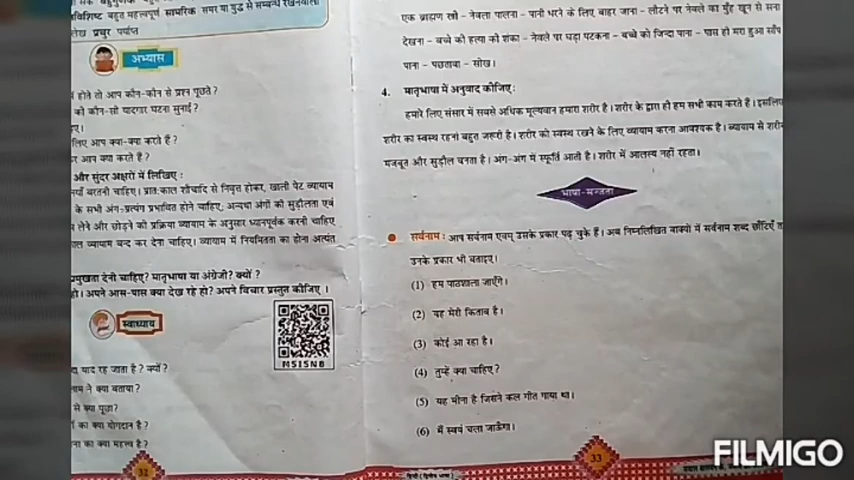 विशिष्ट बहुत महत्त्वपूर्ण सामरिक समर या युद्ध से सम्बन्ध रखनेवाला
लेख प्रचुर पर्याप्त
अभ्यास
होते तो आप कौन-कौन से प्रश्न पूछते ?
को कौन-सी यादगार घटना सुनाई ?
लिए आप क्या-क्या करते हैं ?
आप क्या करते हैं ?
और सुंदर अक्षरों में लिखिए :
बरतनी चाहिए। प्रातःकाल शौचादि से निवृत्त होकर, खाली पेट व्यायाम
के सभी अंग-प्रत्यंग प्रभावित होने चाहिए; अन्यथा अंगों की सुडौलता एवं
लेने और छोड़ने की प्रक्रिया व्यायाम के अनुसार ध्यानपूर्वक करनी चाहिए
व्यायाम बन्द कर देना चाहिए। व्यायाम में नियमितता का होना अत्यंत
प्रमुखता देनी चाहिए? मातृभाषा या अंग्रेजी? क्यों ?
हो। अपने आस-पास क्या देख रहे हो? अपने विचार प्रस्तुत कीजिए ।
स्वाध्याय
MS1SN8
याद रह जाता है ? क्यों?
ने क्या बताया?
से क्या पूछा?
का क्या योगदान है ?
का क्या महत्त्व है ?
32
एक ब्राह्मण स्त्री - नेवला पालना - पानी भरने के लिए बाहर जाना - लौटने पर नेवले का मुँह खून से सना
देखना - बच्चे की हत्या की शंका - नेवले पर घड़ा पटकना - बच्चे को जिन्दा पाना - पास ही मरा हुआ साँप
पाना - पछतावा - सीख।
4. मातृभाषा में अनुवाद कीजिए :
हमारे लिए संसार में सबसे अधिक मूल्यवान हमारा शरीर है। शरीर के द्वारा ही हम सभी काम करते हैं। इसलिए
शरीर का स्वस्थ रहना बहुत जरूरी है। शरीर को स्वस्थ रखने के लिए व्यायाम करना आवश्यक है। व्यायाम से शरीर
मजबूत और सुडौल बनता है। अंग-अंग में स्फूर्ति आती है। शरीर में आलस्य नहीं रहता।
भाषा-सज्जता
सर्वनाम : आप सर्वनाम एवम् उसके प्रकार पढ़ चुके हैं। अब निम्नलिखित वाक्यों में सर्वनाम शब्द छाँटिए
उनके प्रकार भी बताइए।
(1) हम पाठशाला जाएँगे।
(2) यह मेरी किताब है।
(3) कोई आ रहा है।
(4) तुम्हें क्या चाहिए?
(5) यह मीना है जिसने कल गीत गाया था।
(6) मैं स्वयं चला जाऊँगा।
हिन्दी (द्वितीय भाषा)
33
FILMIGO